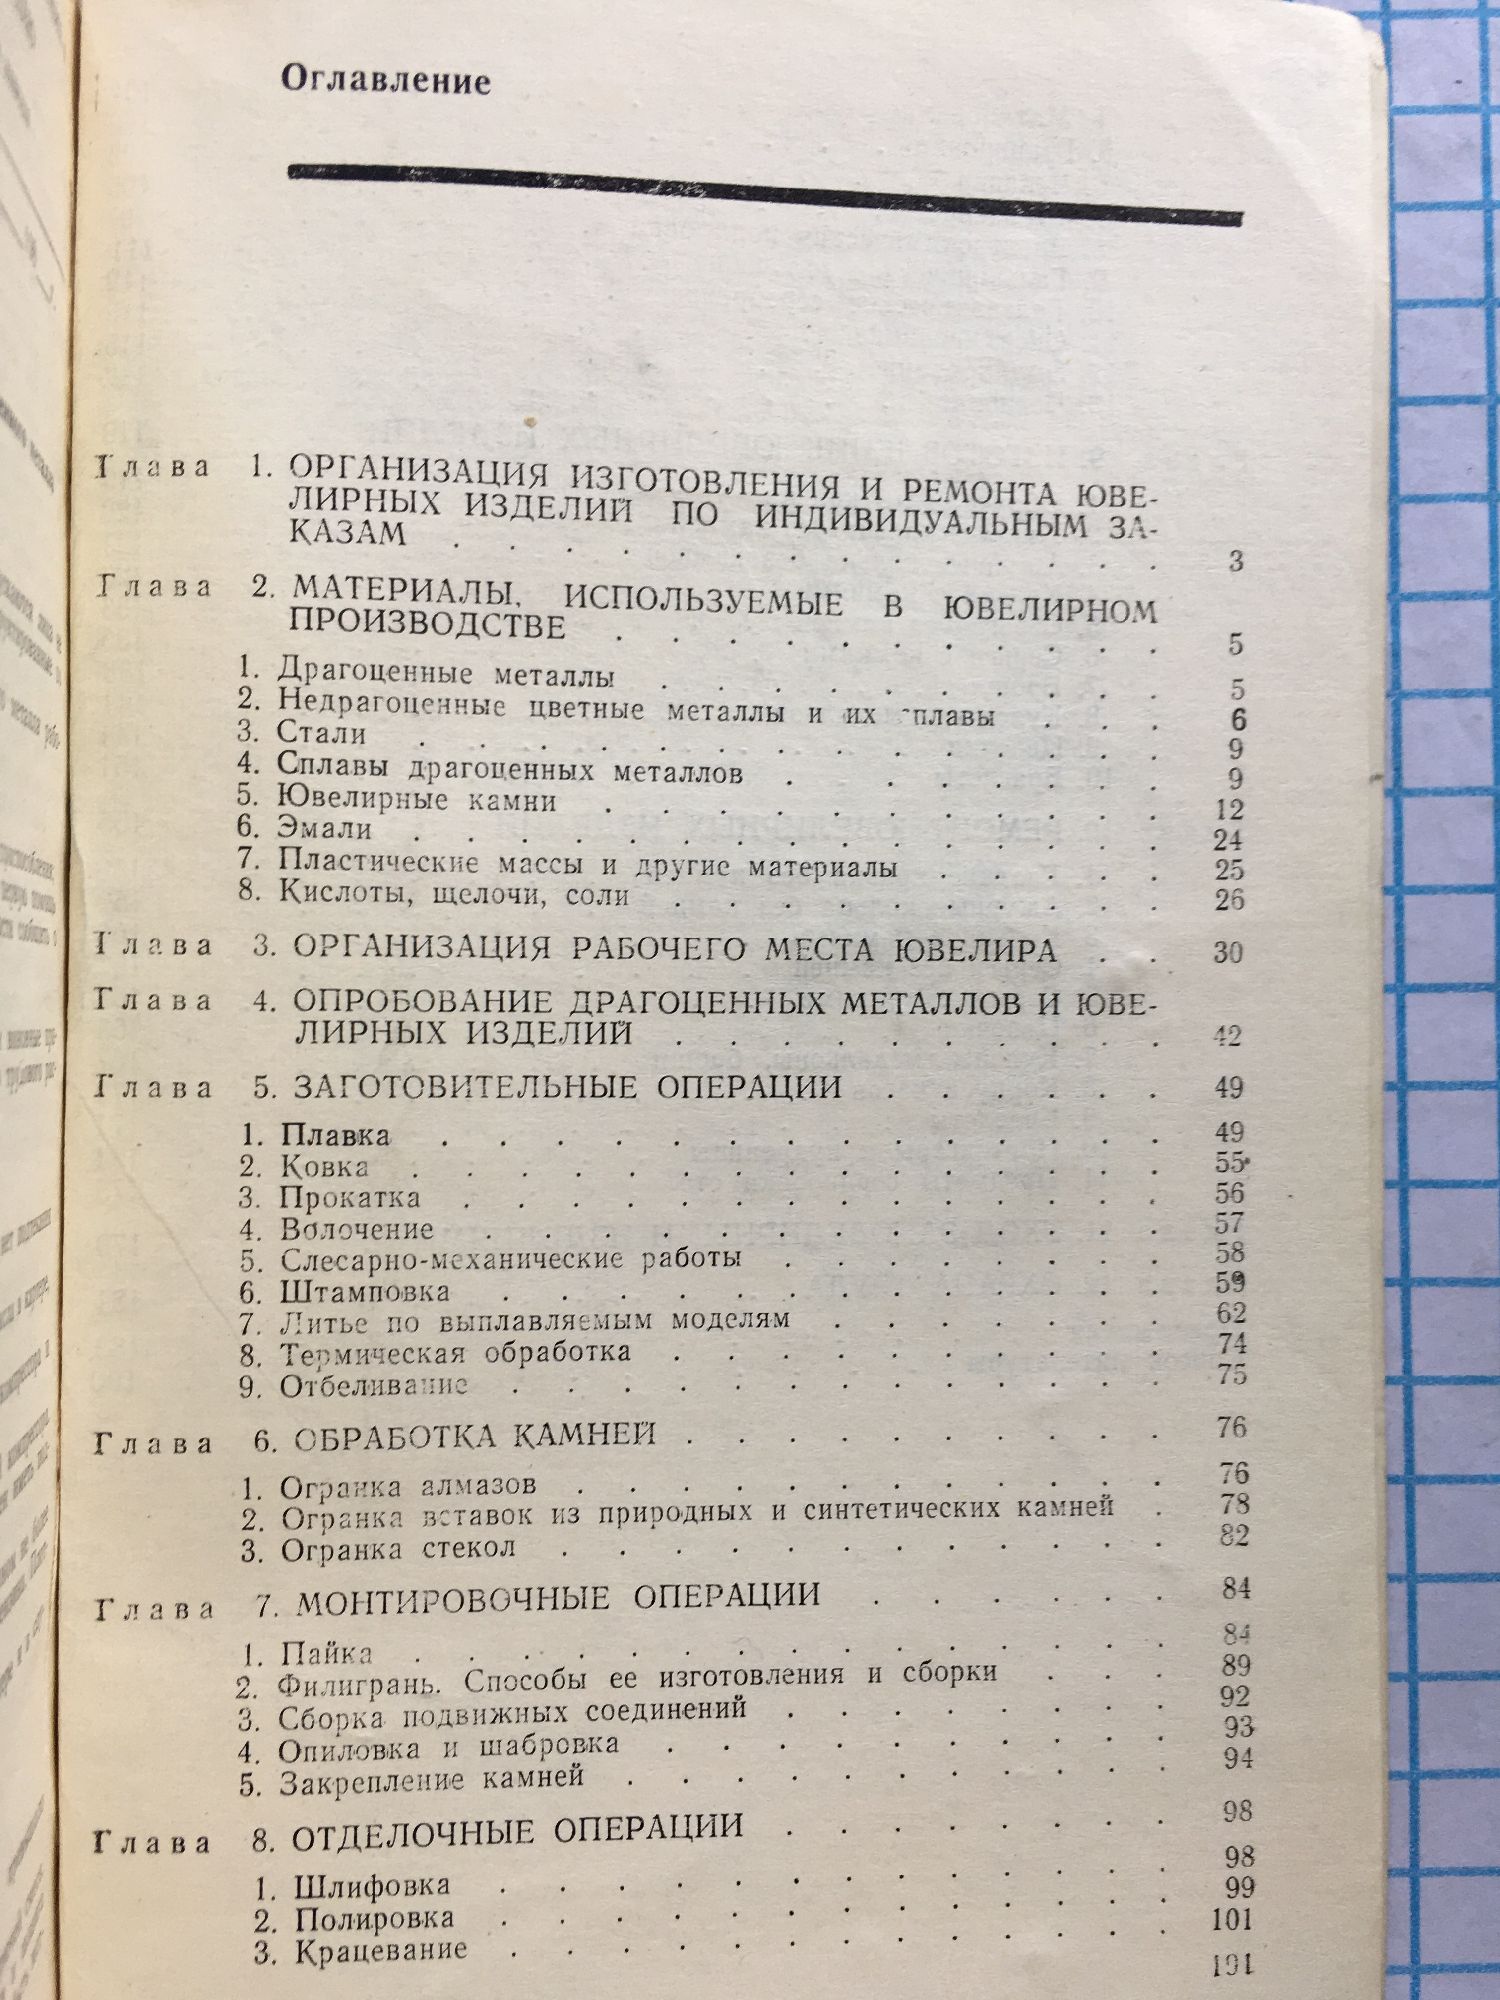 Оглавление
Глава 1. ОРГАНИЗАЦИЯ ИЗГОТОВЛЕНИЯ И РЕМОНТА ЮВЕ-
ЛИРНЫХ ИЗДЕЛИЙ ПО ИНДИВИДУАЛЬНЫМ ЗА-
КАЗАМ . . . . . . . . . . . . . 3
Глава 2. МАТЕРИАЛЫ, ИСПОЛЬЗУЕМЫЕ В ЮВЕЛИРНОМ
ПРОИЗВОДСТВЕ . . . . . . . . . . 5
1. Драгоценные металлы . . . . . . . . . 5
2. Недрагоценные цветные металлы и их сплавы . . . 6
3. Стали . . . . . . . . . . . . . 9
4. Сплавы драгоценных металлов . . . . . . 9
5. Ювелирные камни . . . . . . . . . . 12
6. Эмали . . . . . . . . . . . . . . 24
7. Пластические массы и другие материалы . . . . . 25
8. Кислоты, щелочи, соли . . . . . . . . . 26
Глава 3. ОРГАНИЗАЦИЯ РАБОЧЕГО МЕСТА ЮВЕЛИРА . . 30
Глава 4. ОПРОБОВАНИЕ ДРАГОЦЕННЫХ МЕТАЛЛОВ И ЮВЕ-
ЛИРНЫХ ИЗДЕЛИЙ . . . . . . . . . 42
Глава 5. ЗАГОТОВИТЕЛЬНЫЕ ОПЕРАЦИИ . . . . . . 49
1. Плавка . . . . . . . . . . . . . 49
2. Ковка . . . . . . . . . . . . . . 55
3. Прокатка . . . . . . . . . . . . . 56
4. Волочение . . . . . . . . . . . . 57
5. Слесарно-механические работы . . . . . . . 58
6. Штамповка . . . . . . . . . . . . 59
7. Литье по выплавляемым моделям . . . . . . 62
8. Термическая обработка . . . . . . . . . 74
9. Отбеливание . . . . . . . . . . . . 75
Глава 6. ОБРАБОТКА КАМНЕЙ . . . . . . . . . 76
1. Огранка алмазов . . . . . . . . . . . 76
2. Огранка вставок из природных и синтетических камней . 78
3. Огранка стекол . . . . . . . . . . . 82
Глава 7. МОНТИРОВОЧНЫЕ ОПЕРАЦИИ . . . . . . 84
1. Пайка . . . . . . . . . . . . . . 84
2. Филигрань. Способы ее изготовления и сборки . . . 89
3. Сборка подвижных соединений . . . . . . . 92
4. Опиловка и шабровка . . . . . . . . . 93
5. Закрепление камней . . . . . . . . . . 94
Глава 8. ОТДЕЛОЧНЫЕ ОПЕРАЦИИ . . . . . . . 98
1. Шлифовка . . . . . . . . . . . . 98
2. Полировка . . . . . . . . . . . . 99
3. Крацевание . . . . . . . . . . . . 101
101